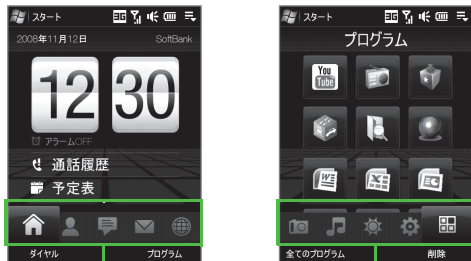 スタート
2008年11月12日 SoftBank
12 30
アラームOFF
通話履歴
予定表
ダイヤル プログラム
スタート
プログラム
You Tube
全てのプログラム 削除